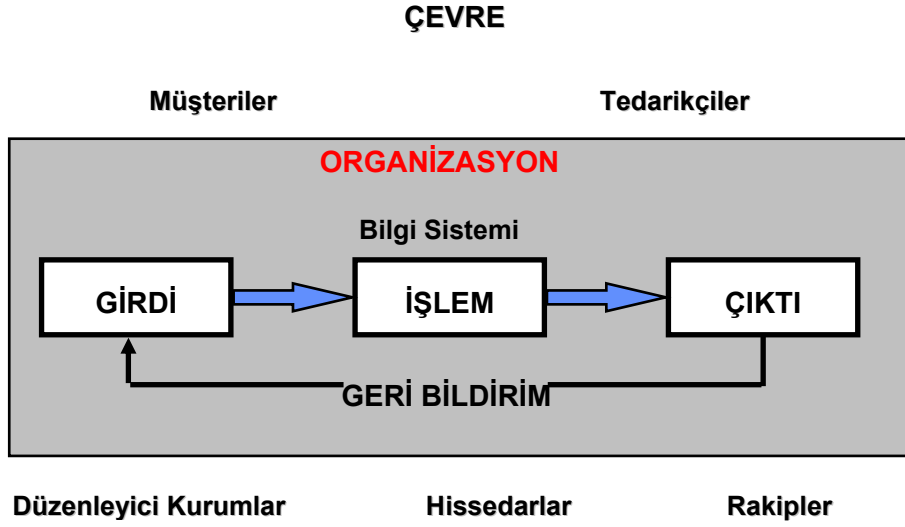 ÇEVRE
Müşteriler Tedarikçiler
ORGANİZASYON
Bilgi Sistemi
GİRDİ İŞLEM ÇIKTI
GERİ BİLDİRİM
Düzenleyici Kurumlar Hissedarlar Rakipler